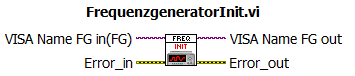 FrequenzgeneratorInit.vi
VISA Name FG in(FG) FREQ VISA Name FG out
INIT
Error_in Error_out